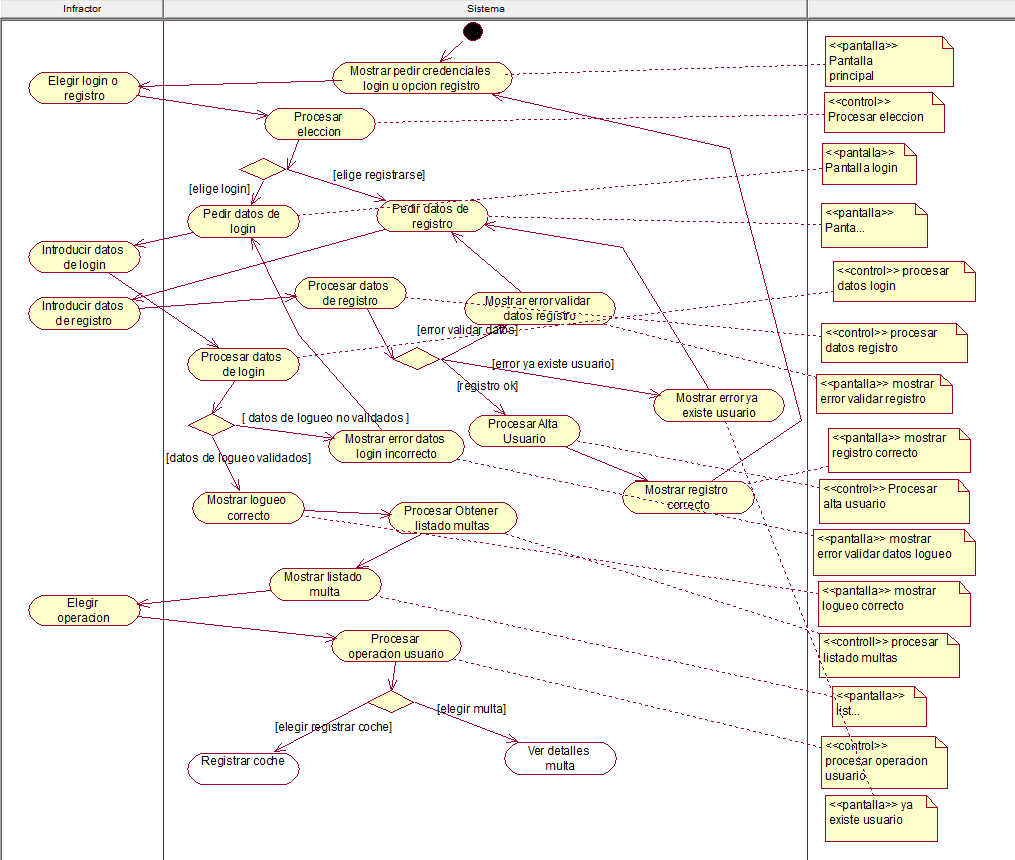 Infractor
Sistema
Mostrar pedir credenciales
login u opcion registro
<<pantalla>>
Pantalla
principal
Elegir login o
registro
Procesar
eleccion
<<control>>
Procesar eleccion
<<pantalla>>
Pantalla login
[elige login]
[elige registrarse]
Pedir datos de
login
Pedir datos de
registro
<<pantalla>>
Panta...
Introducir datos
de login
Introducir datos
de registro
Procesar datos
de registro
Mostrar error validar
datos registro
<<control>> procesar
datos login
[error validar datos]
<<control>> procesar
datos registro
Procesar datos
de login
[error ya existe usuario]
[registro ok]
<<pantalla>> mostrar
error validar registro
Mostrar error ya
existe usuario
[ datos de logueo no validados ]
Procesar Alta
Usuario
Mostrar error datos
login incorrecto
<<pantalla>> mostrar
registro correcto
[datos de logueo validados]
Mostrar registro
correcto
<<control>> Procesar
alta usuario
Mostrar logueo
correcto
Procesar Obtener
listado multas
<<pantalla>> mostrar
error validar datos logueo
Mostrar listado
multa
<<pantalla>> mostrar
logueo correcto
Elegir
operacion
Procesar
operacion usuario
<<controll>> procesar
listado multas
<<pantalla>>
list...
[elegir registrar coche]
[elegir multa]
<<control>>
procesar operacion
usuario
Registrar coche
Ver detalles
multa
<<pantalla>> ya
existe usuario